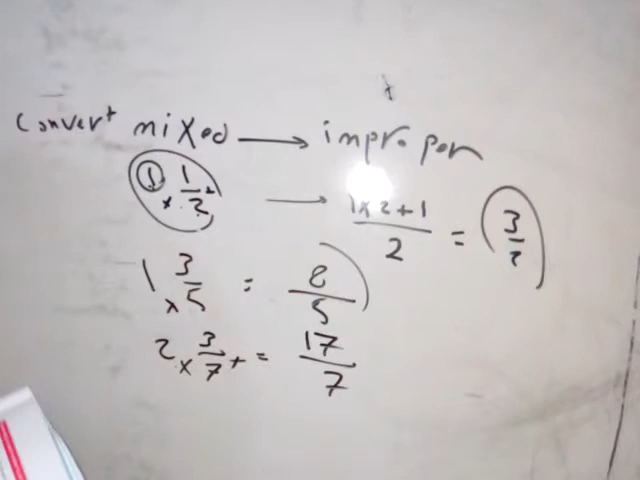 Convert mixed → improper
1 × 1/2 + → 1x2+1/2 = 3/2
1 × 3/5 = 8/5
2 × 3/7 + = 17/7